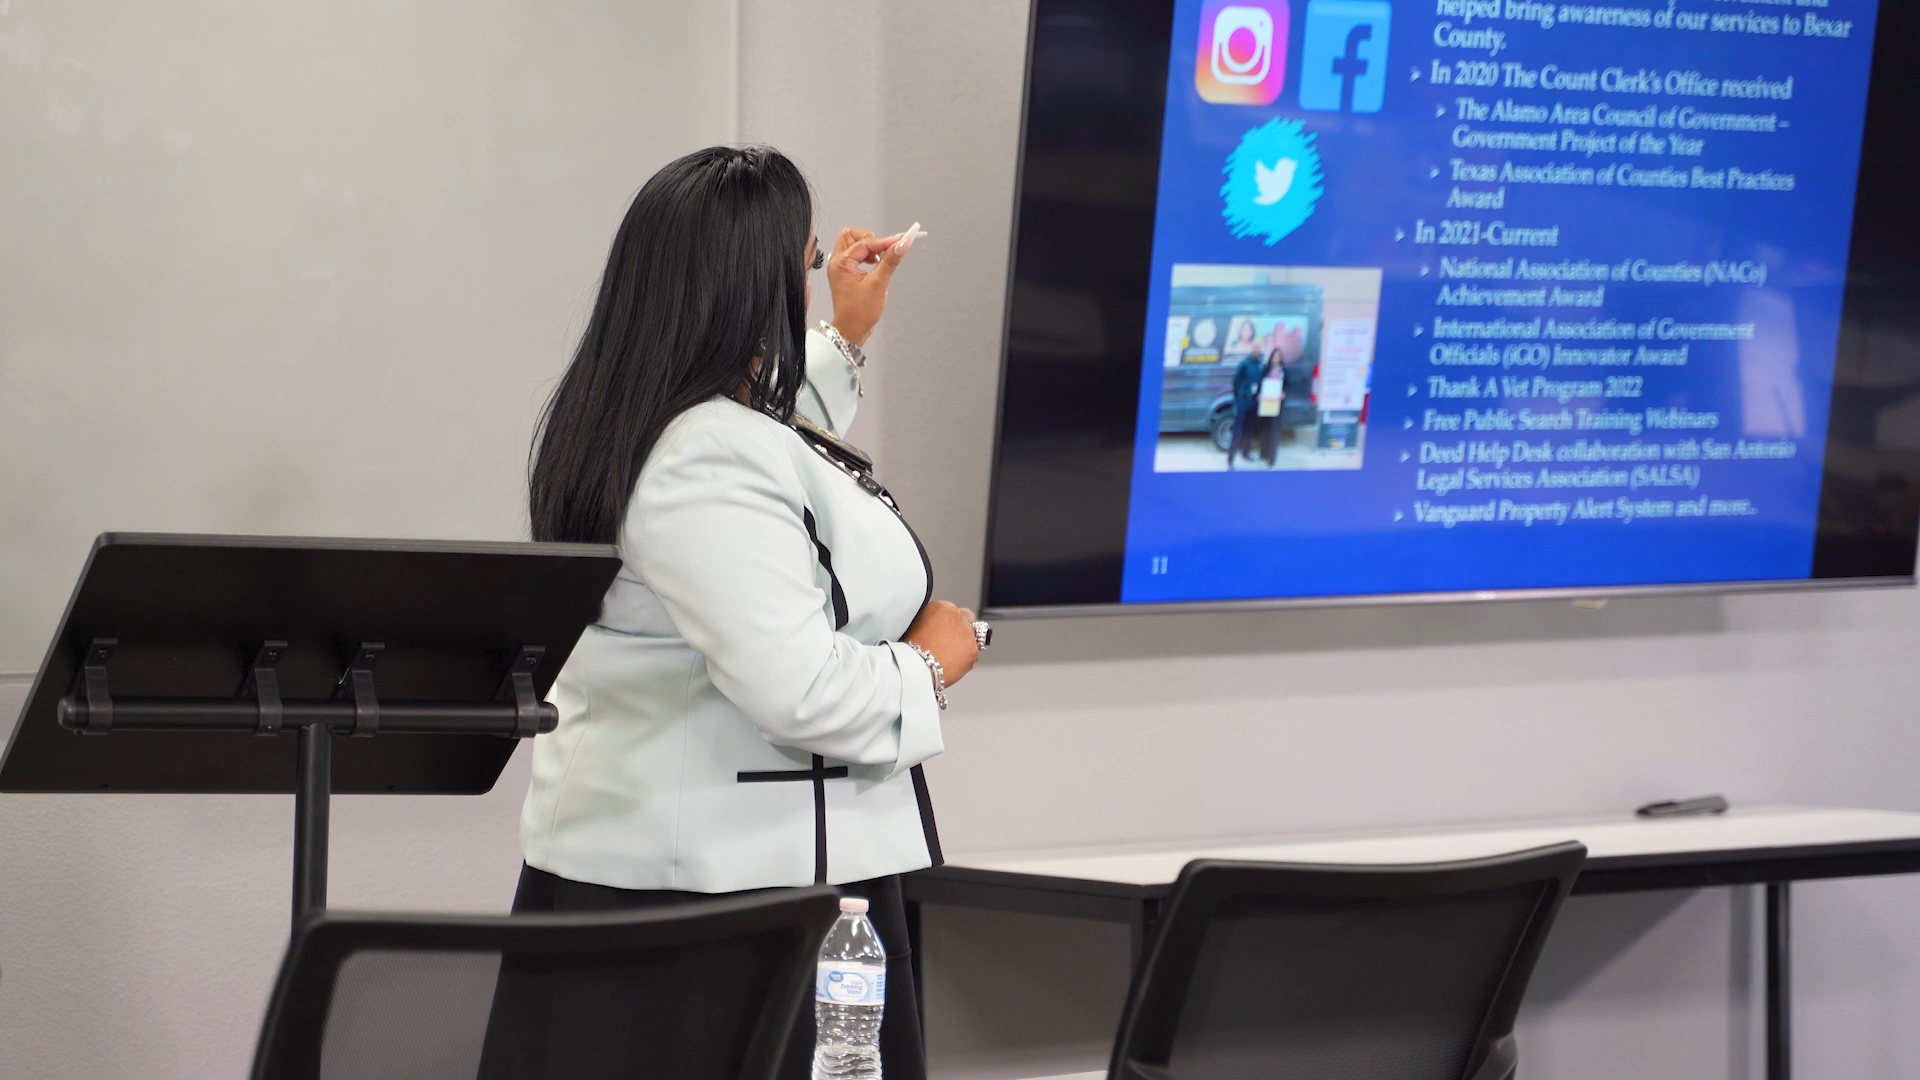 helped bring awareness of our services to Bexar
County.
In 2020 The Count Clerk's Office received
The Alamo Area Council of Government –
Government Project of the Year
Texas Association of Counties Best Practices
Award
In 2021-Current
National Association of Counties (NACo)
Achievement Award
International Association of Government
Officials (iGO) Innovator Award
Thank A Vet Program 2022
Free Public Search Training Webinars
Deed Help Desk collaboration with San Antonio
Legal Services Association (SALSA)
Vanguard Property Alert System and more..
11
Drinking
Water